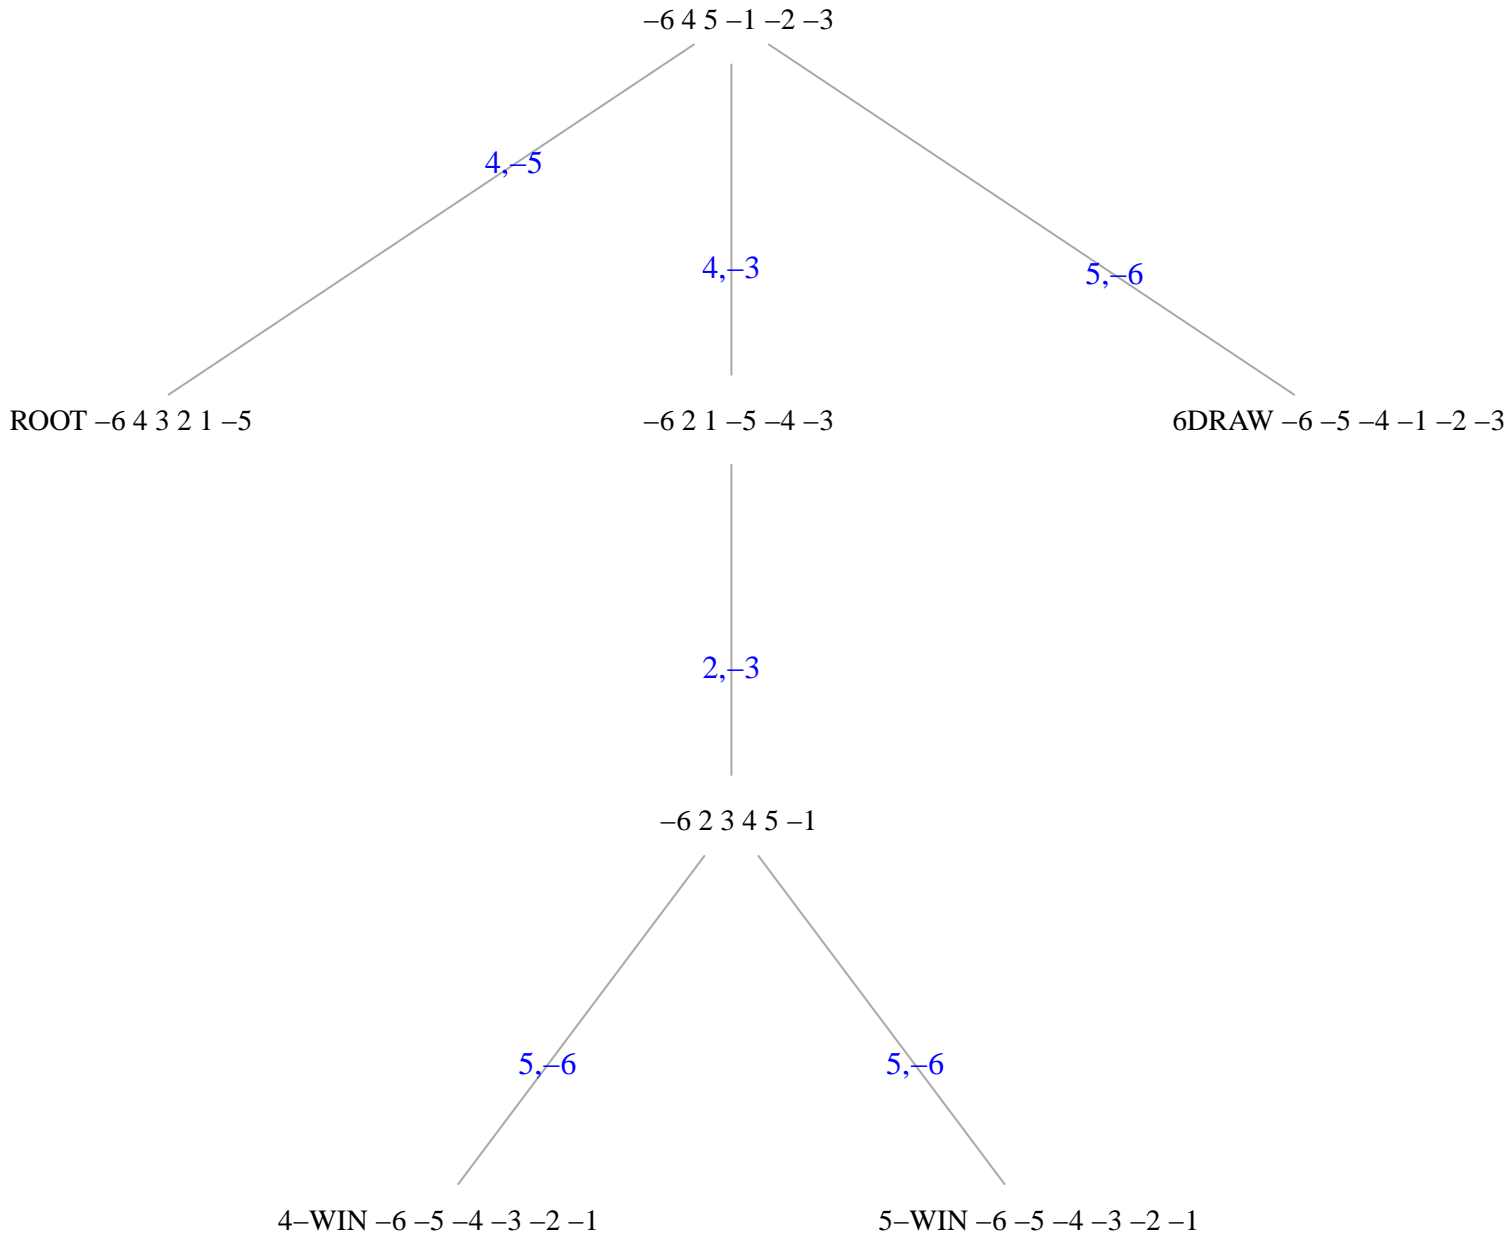 –6 4 5 –1 –2 –3
4,–5
4,–3
5,–6
ROOT –6 4 3 2 1 –5
–6 2 1 –5 –4 –3
6DRAW –6 –5 –4 –1 –2 –3
2,–3
–6 2 3 4 5 –1
5,–6
5,–6
4–WIN –6 –5 –4 –3 –2 –1
5–WIN –6 –5 –4 –3 –2 –1